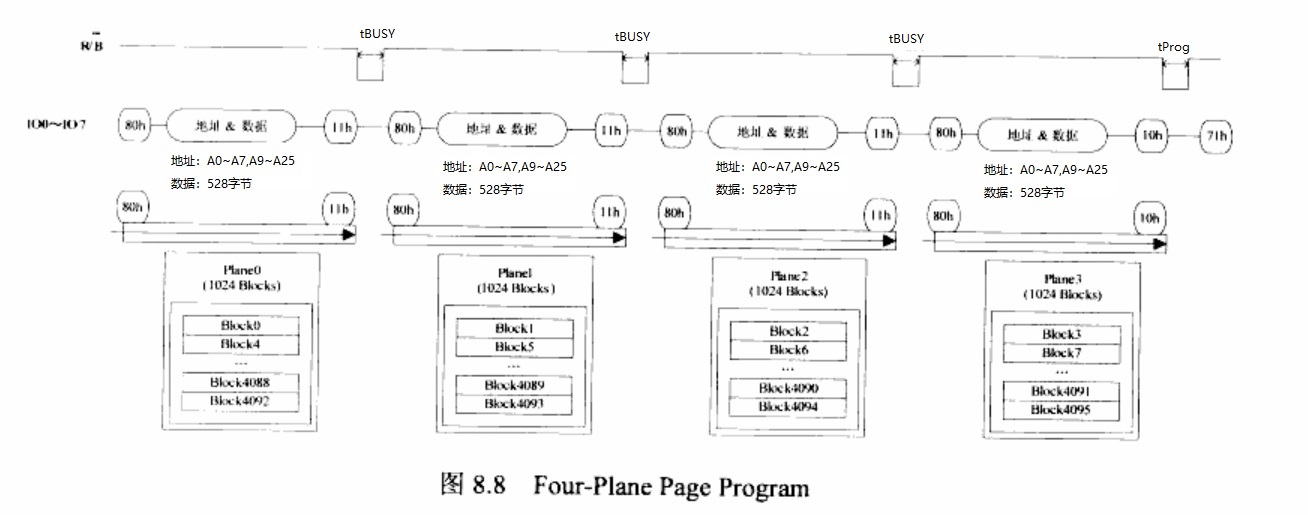 R/B
tBUSY
tBUSY
tBUSY
tProg
IO0~IO7
80h
地址 & 数据
11h
80h
地址 & 数据
11h
80h
地址 & 数据
11h
80h
地址 & 数据
10h
71h
地址：A0~A7,A9~A25
数据：528字节
地址：A0~A7,A9~A25
数据：528字节
地址：A0~A7,A9~A25
数据：528字节
地址：A0~A7,A9~A25
数据：528字节
80h
11h
80h
11h
80h
11h
80h
10h
Plane0
(1024 Blocks)
Block0
Block4
...
Block4088
Block4092
Plane1
(1024 Blocks)
Block1
Block5
...
Block4089
Block4093
Plane2
(1024 Blocks)
Block2
Block6
...
Block4090
Block4094
Plane3
(1024 Blocks)
Block3
Block7
...
Block4091
Block4095
图 8.8 Four-Plane Page Program